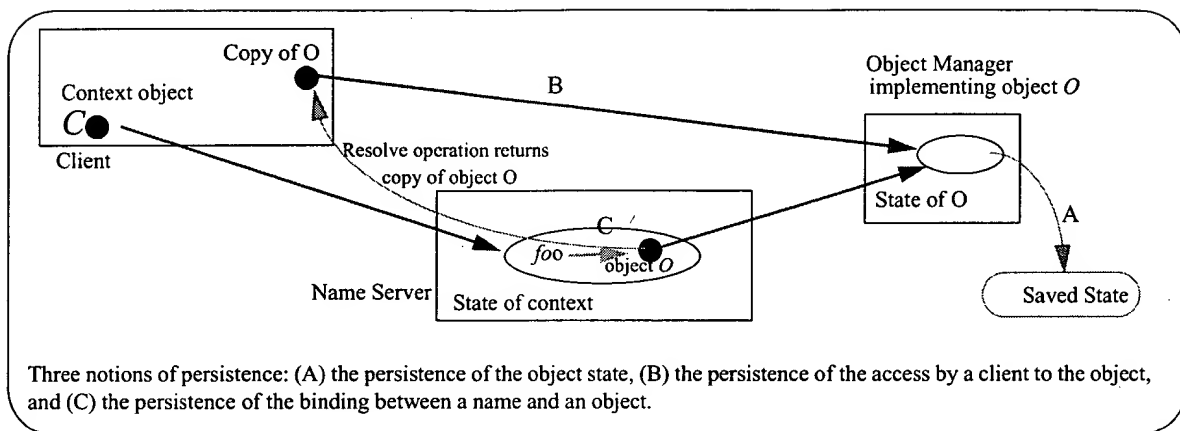 Copy of O
Context object
C
Client
B
Object Manager
implementing object O
Resolve operation returns
copy of object O
State of O
A
C
foo
object O
Name Server
State of context
Saved State
Three notions of persistence: (A) the persistence of the object state, (B) the persistence of the access by a client to the object,
and (C) the persistence of the binding between a name and an object.